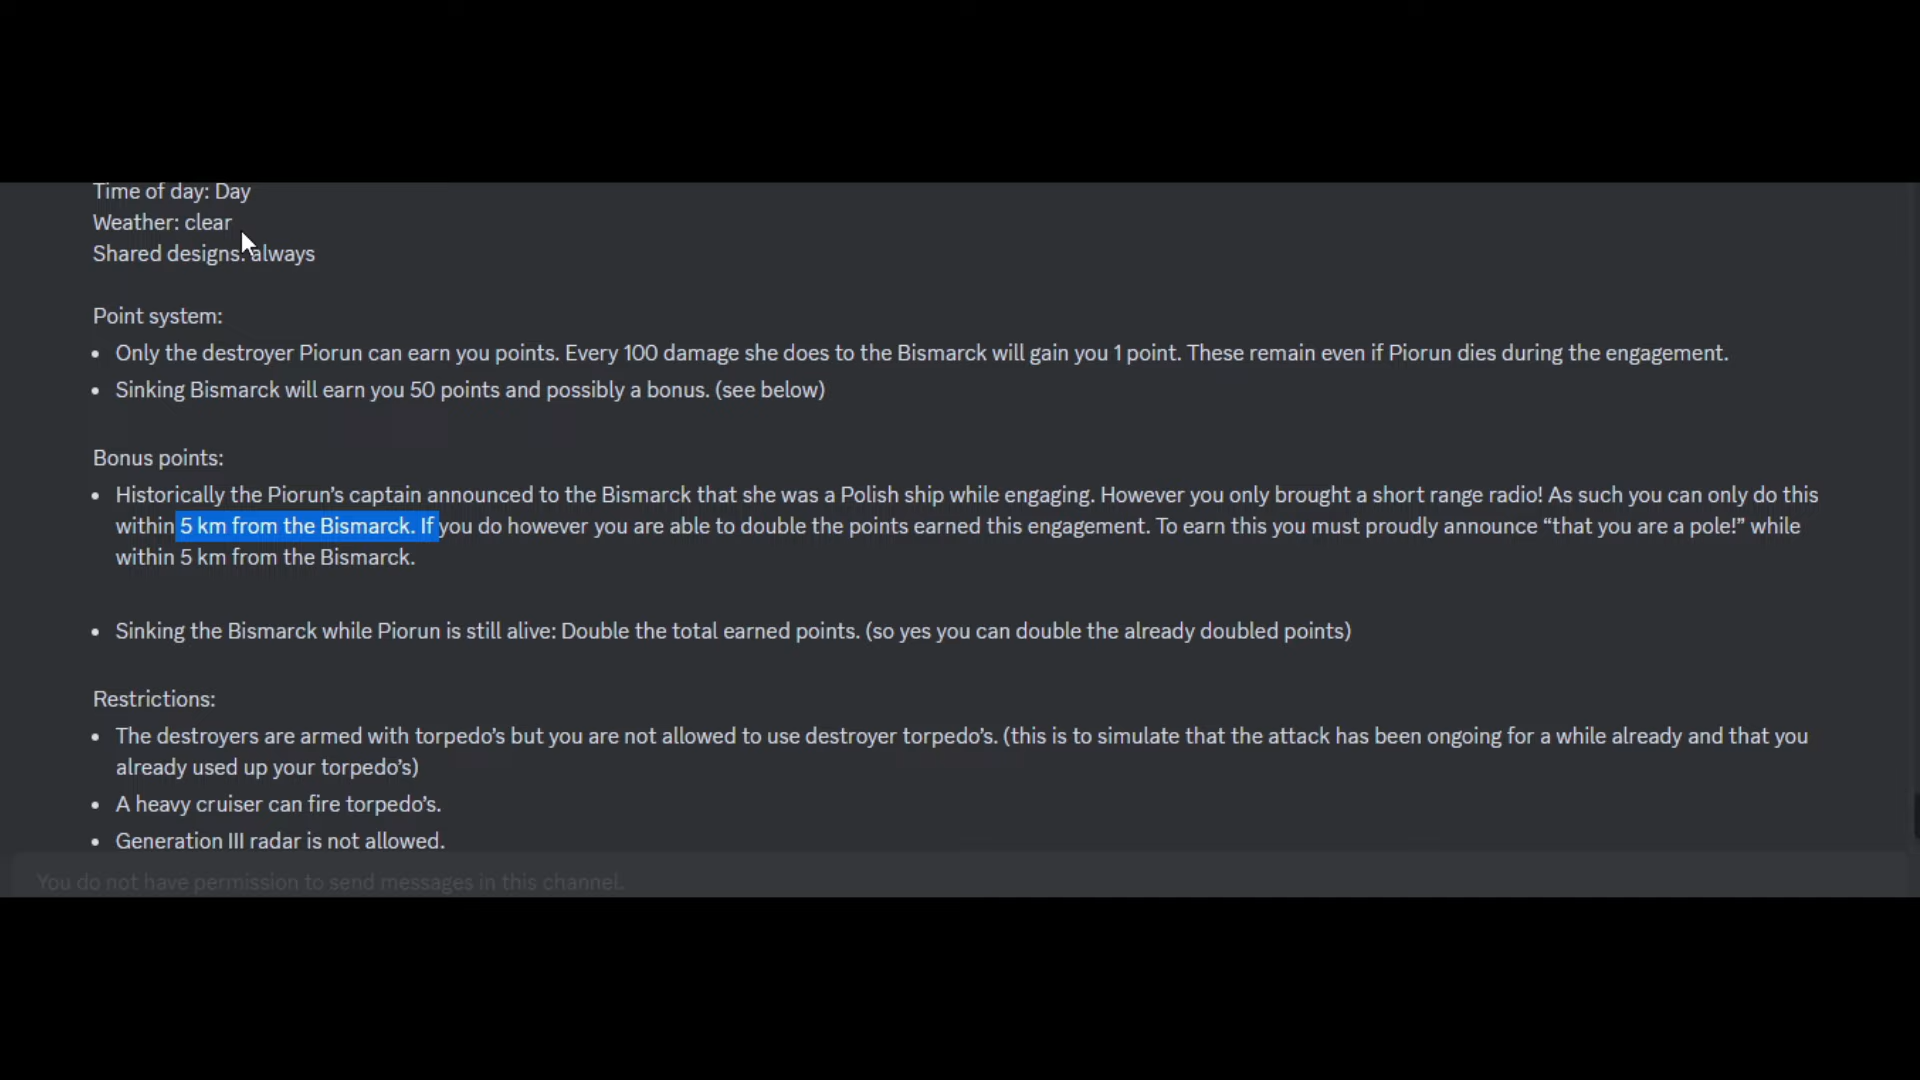 Time of day: Day
Weather: clear
Shared designs: always
Point system:
• Only the destroyer Piorun can earn you points. Every 100 damage she does to the Bismarck will gain you 1 point. These remain even if Piorun dies during the engagement.
• Sinking Bismarck will earn you 50 points and possibly a bonus. (see below)
Bonus points:
• Historically the Piorun’s captain announced to the Bismarck that she was a Polish ship while engaging. However you only brought a short range radio! As such you can only do this
within 5 km from the Bismarck. If you do however you are able to double the points earned this engagement. To earn this you must proudly announce “that you are a pole!” while
within 5 km from the Bismarck.
• Sinking the Bismarck while Piorun is still alive: Double the total earned points. (so yes you can double the already doubled points)
Restrictions:
• The destroyers are armed with torpedo’s but you are not allowed to use destroyer torpedo’s. (this is to simulate that the attack has been ongoing for a while already and that you
already used up your torpedo’s)
• A heavy cruiser can fire torpedo’s.
• Generation III radar is not allowed.
You do not have permission to send messages in this channel.